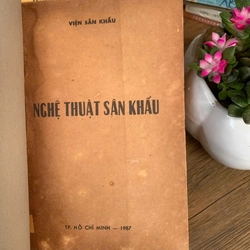 VIỆN SÂN KHẤU
NGHỆ THUẬT SÂN KHẤU
TP. HỒ CHÍ MINH — 1987